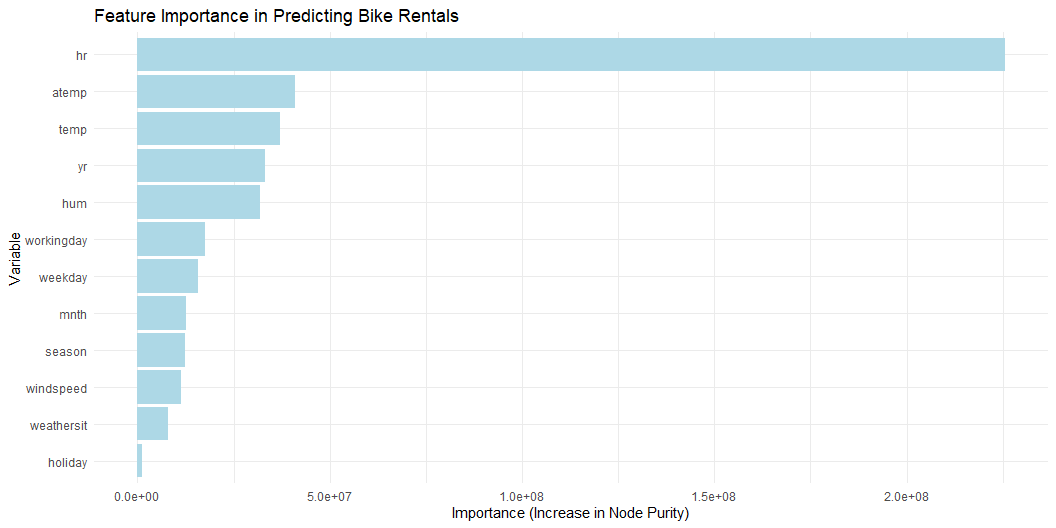 Feature Importance in Predicting Bike Rentals
Variable
hr
atemp
temp
yr
hum
workingday
weekday
mnth
season
windspeed
weathersit
holiday
0.0e+00 5.0e+07 1.0e+08 1.5e+08 2.0e+08
Importance (Increase in Node Purity)